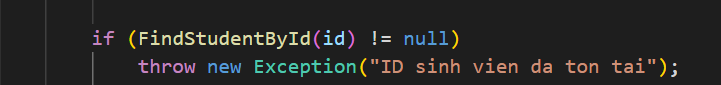 if (FindStudentById(id) != null)
throw new Exception("ID sinh vien da ton tai");